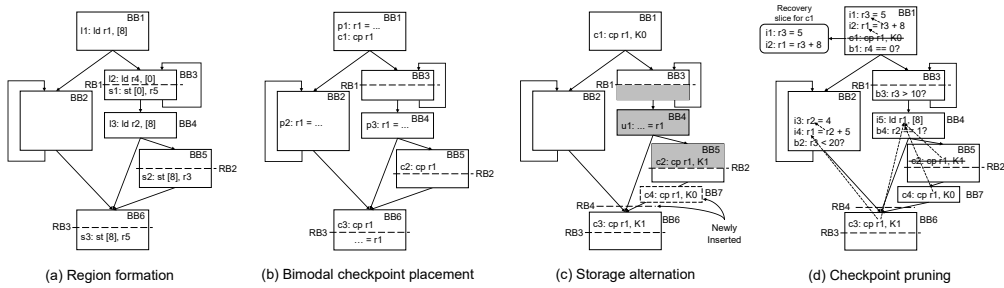 BB1
l1: ld r1, [8]
BB3
l2: ld r4, [0]
RB1
s1: st [0], r5
BB2
l3: ld r2, [8]
BB4
BB5
s2: st [8], r3
RB2
BB6
RB3
s3: st [8], r5
(a) Region formation
BB1
p1: r1 = ...
c1: cp r1
BB3
BB2
BB4
p2: r1 = ...
p3: r1 = ...
BB5
c2: cp r1
BB6
c3: cp r1
... = r1
(b) Bimodal checkpoint placement
BB1
c1: cp r1, K0
BB3
RB1
BB2
BB4
u1: ... = r1
BB5
c2: cp r1, K1
RB2
c4: cp r1, K0
BB7
RB4
BB6
c3: cp r1, K1
RB3
Newly
Inserted
(c) Storage alternation
Recovery
slice for c1
i1: r3 = 5
i2: r1 = r3 + 8
BB1
i1: r3 = 5
i2: r1 = r3 + 8
c1: cp r1, K0
b1: r4 == 0?
BB3
RB1
b3: r3 > 10?
BB2
i3: r2 = 4
i4: r1 = r2 + 5
b2: r3 < 20?
i5: ld r1, [8]
BB4
BB5
c2: cp r1, K1
RB2
c4: cp r1, K0
BB7
RB4
BB6
c3: cp r1, K1
RB3
(d) Checkpoint pruning